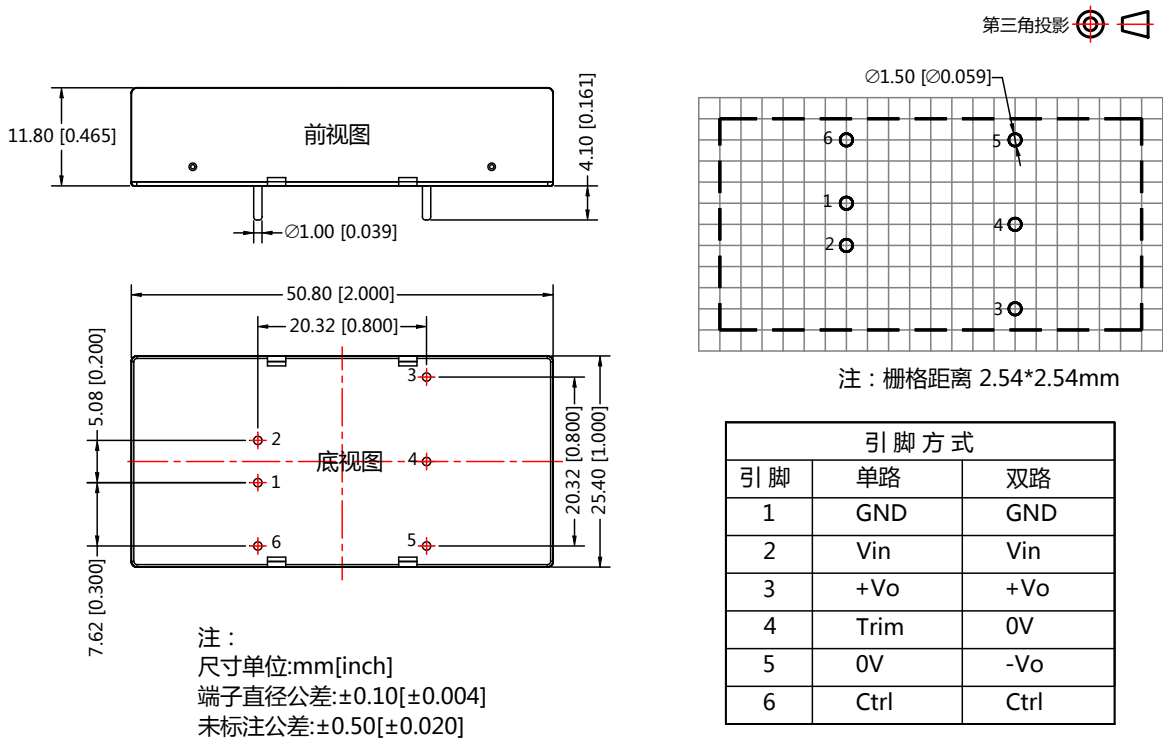 第三角投影
11.80 [0.465]
前视图
4.10 [0.161]
∅1.00 [0.039]
50.80 [2.000]
20.32 [0.800]
5.08 [0.200]
7.62 [0.300]
3
2
底视图
4
1
6
5
20.32 [0.800]
25.40 [1.000]
注：
尺寸单位:mm[inch]
端子直径公差:±0.10[±0.004]
未标注公差:±0.50[±0.020]
∅1.50 [∅0.059]
6
5
1
4
2
3
注：栅格距离 2.54*2.54mm
引脚方式
引脚 单路 双路
1 GND GND
2 Vin Vin
3 +Vo +Vo
4 Trim 0V
5 0V -Vo
6 Ctrl Ctrl